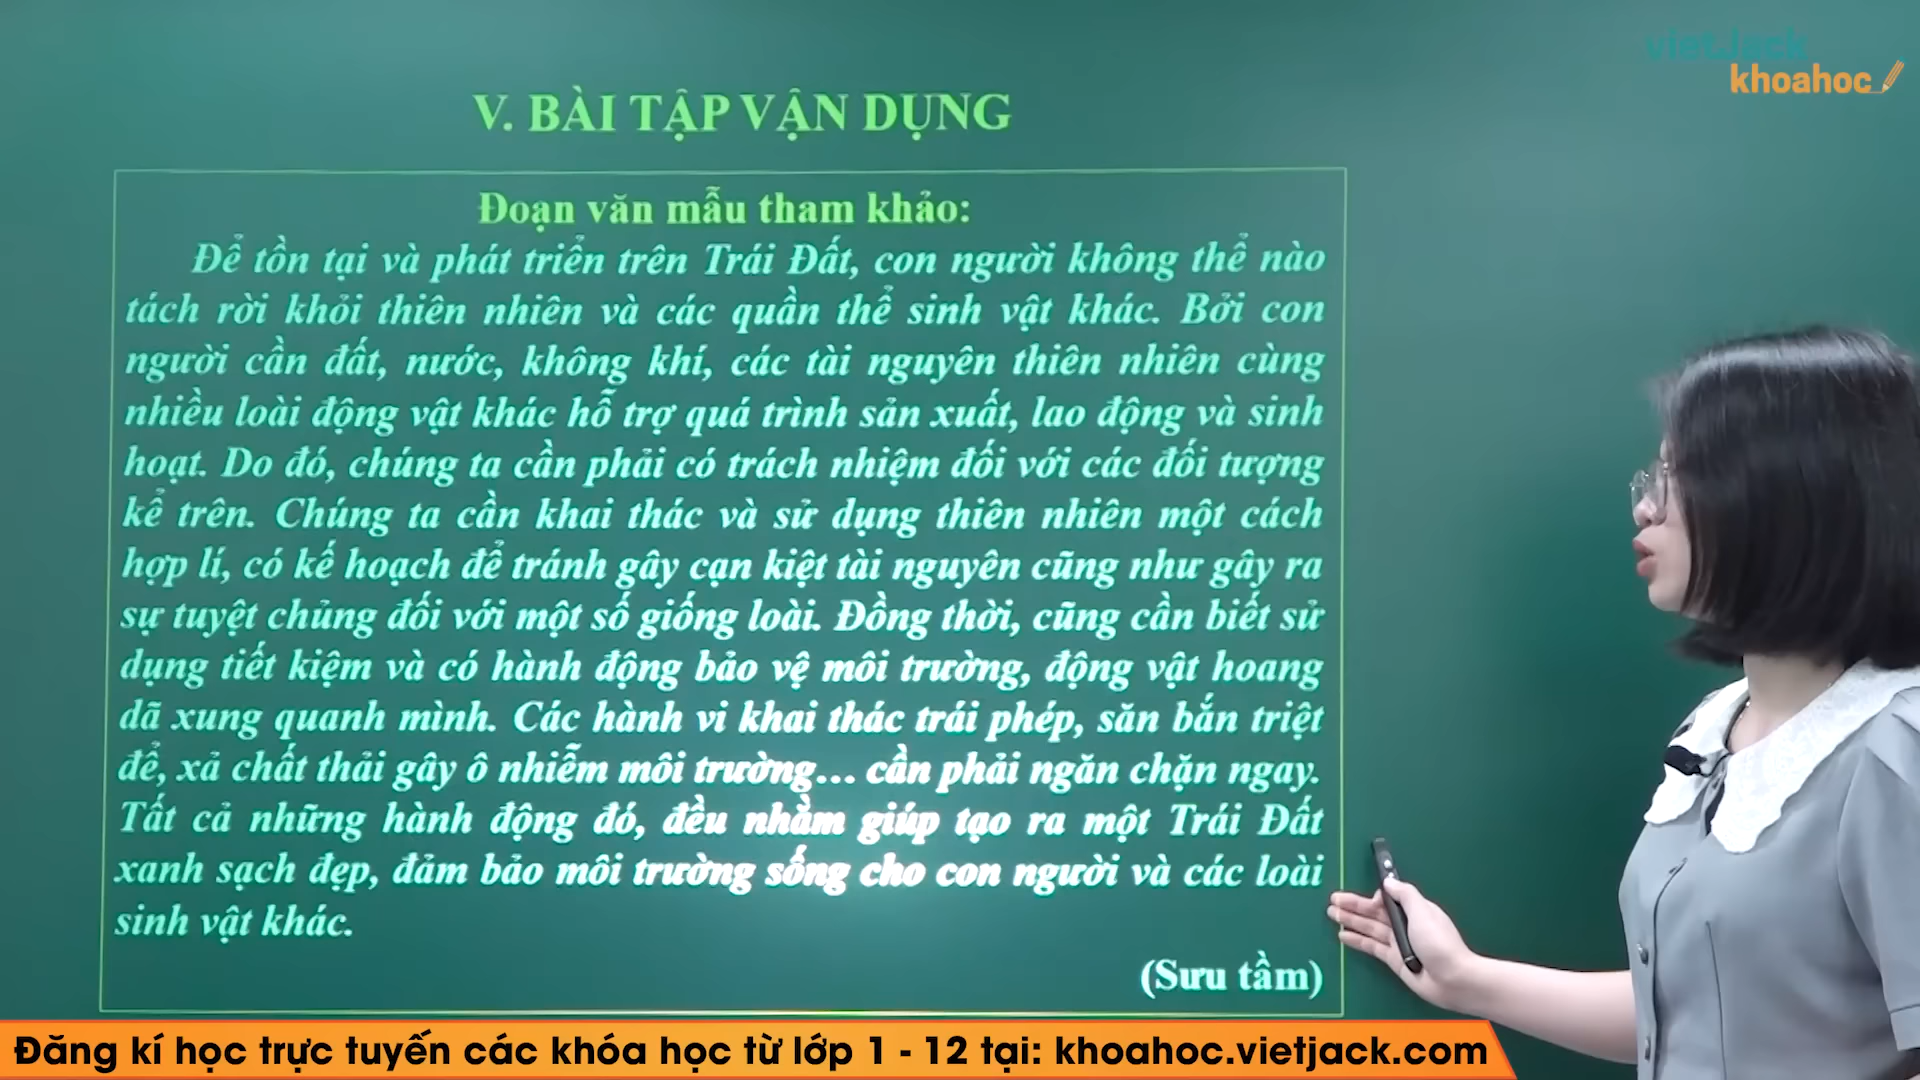 vietJack
khoahoc
V. BÀI TẬP VẬN DỤNG
Đoạn văn mẫu tham khảo:
Để tồn tại và phát triển trên Trái Đất, con người không thể nào
tách rời khỏi thiên nhiên và các quần thể sinh vật khác. Bởi con
người cần đất, nước, không khí, các tài nguyên thiên nhiên cùng
nhiều loài động vật khác hỗ trợ quá trình sản xuất, lao động và sinh
hoạt. Do đó, chúng ta cần phải có trách nhiệm đối với các đối tượng
kể trên. Chúng ta cần khai thác và sử dụng thiên nhiên một cách
hợp lí, có kế hoạch để tránh gây cạn kiệt tài nguyên cũng như gây ra
sự tuyệt chủng đối với một số giống loài. Đồng thời, cũng cần biết sử
dụng tiết kiệm và có hành động bảo vệ môi trường, động vật hoang
dã xung quanh mình. Các hành vi khai thác trái phép, săn bắn triệt
để, xả chất thải gây ô nhiễm môi trường... cần phải ngăn chặn ngay.
Tất cả những hành động đó, đều nhằm giúp tạo ra một Trái Đất
xanh sạch đẹp, đảm bảo môi trường sống cho con người và các loài
sinh vật khác.
(Sưu tầm)
Đăng kí học trực tuyến các khóa học từ lớp 1 - 12 tại: khoahoc.vietjack.com